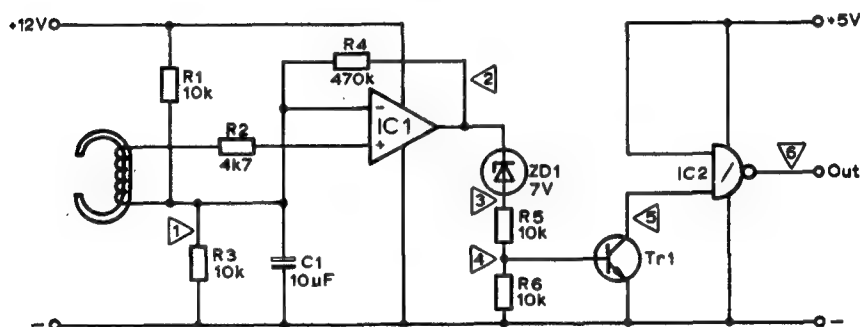 +12V
+5V
R1
10k
R4
470k
2
R2
4k7
−
IC1
+
ZD1
7V
IC2
6
Out
3
1
R3
10k
C1
10μF
R5
10k
5
4
R6
10k
Tr1
−
−